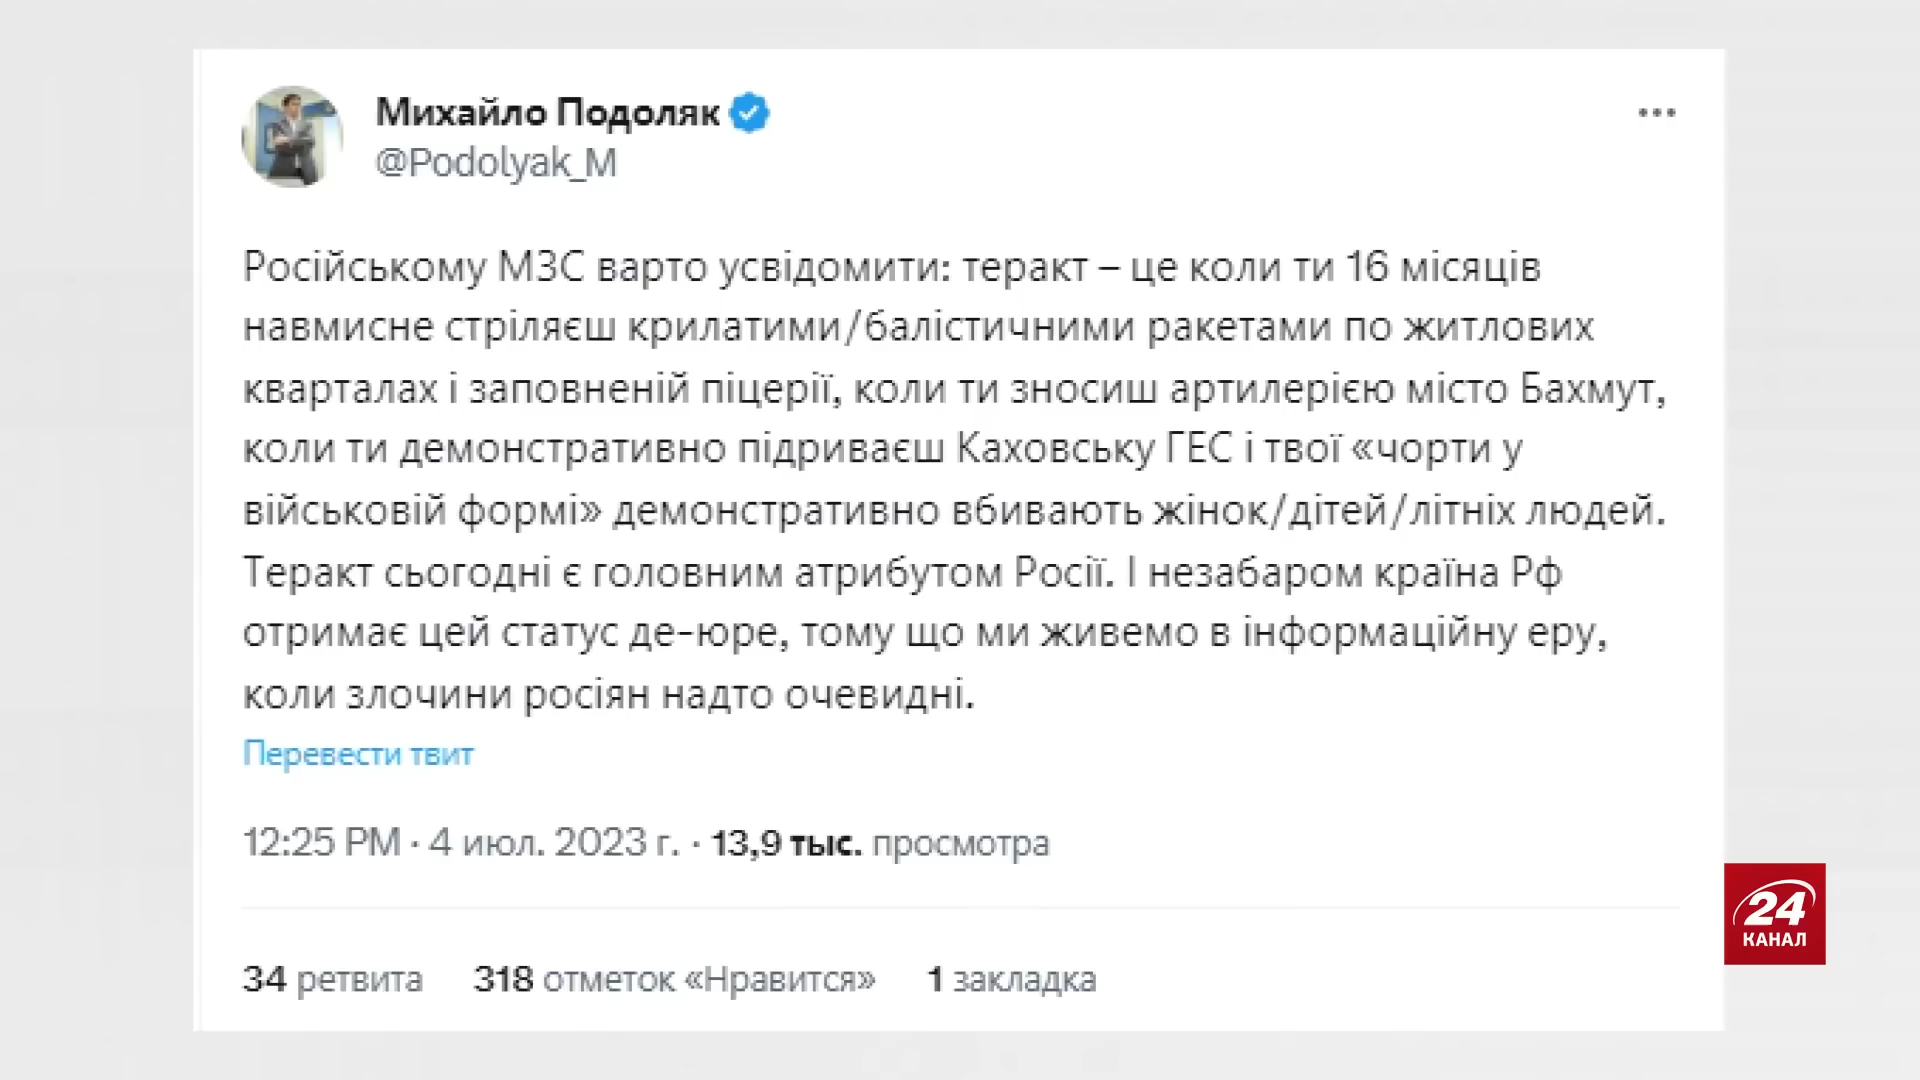 Михайло Подоляк
@Podolyak_M
Російському МЗС варто усвідомити: теракт – це коли ти 16 місяців
навмисне стріляєш крилатими/балістичними ракетами по житлових
кварталах і заповненій піцерії, коли ти зносиш артилерією місто Бахмут,
коли ти демонстративно підриваєш Каховську ГЕС і твої «чорти у
військовій формі» демонстративно вбивають жінок/дітей/літніх людей.
Теракт сьогодні є головним атрибутом Росії. І незабаром країна Рф
отримає цей статус де-юре, тому що ми живемо в інформаційну еру,
коли злочини росіян надто очевидні.
Перевести твит
12:25 PM · 4 июл. 2023 г. · 13,9 тыс. просмотра
24
КАНАЛ
34 ретвита 318 отметок «Нравится» 1 закладка